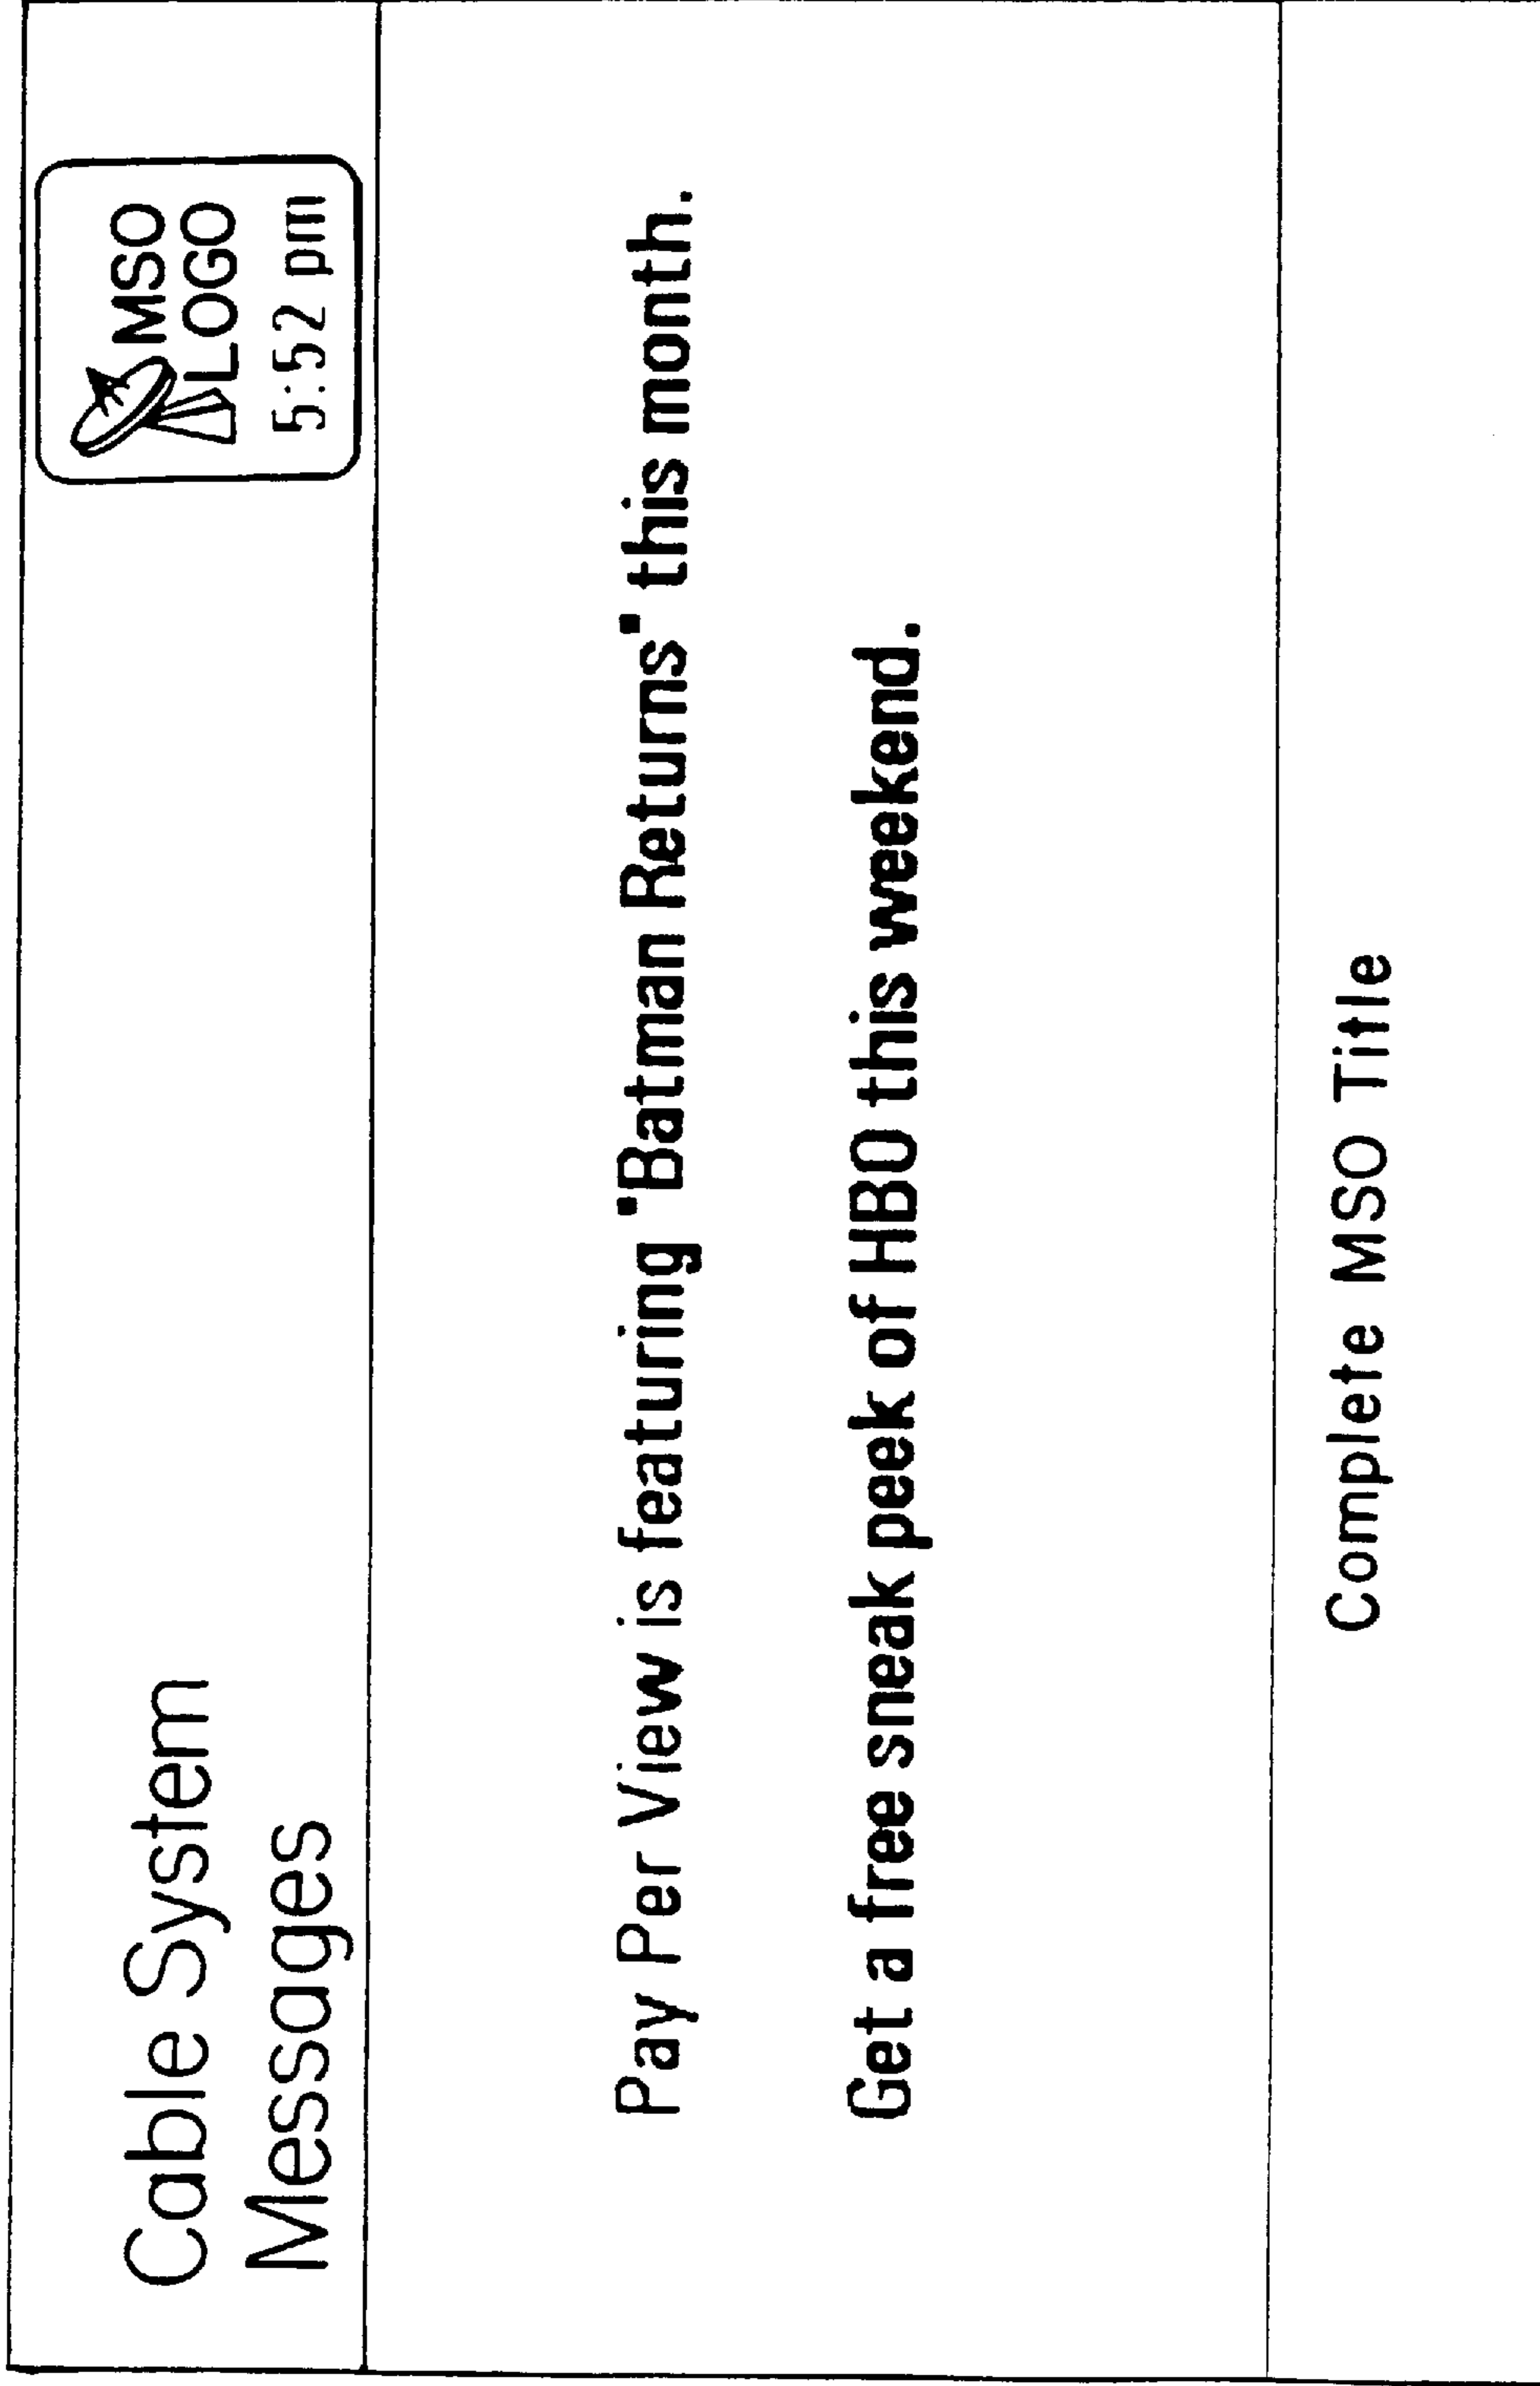 Cable System
Messages
MSO
LOGO
5:52 pm
Pay Per View is featuring "Batman Returns" this month.
Get a free sneak peek of HBO this weekend.
Complete MSO Title